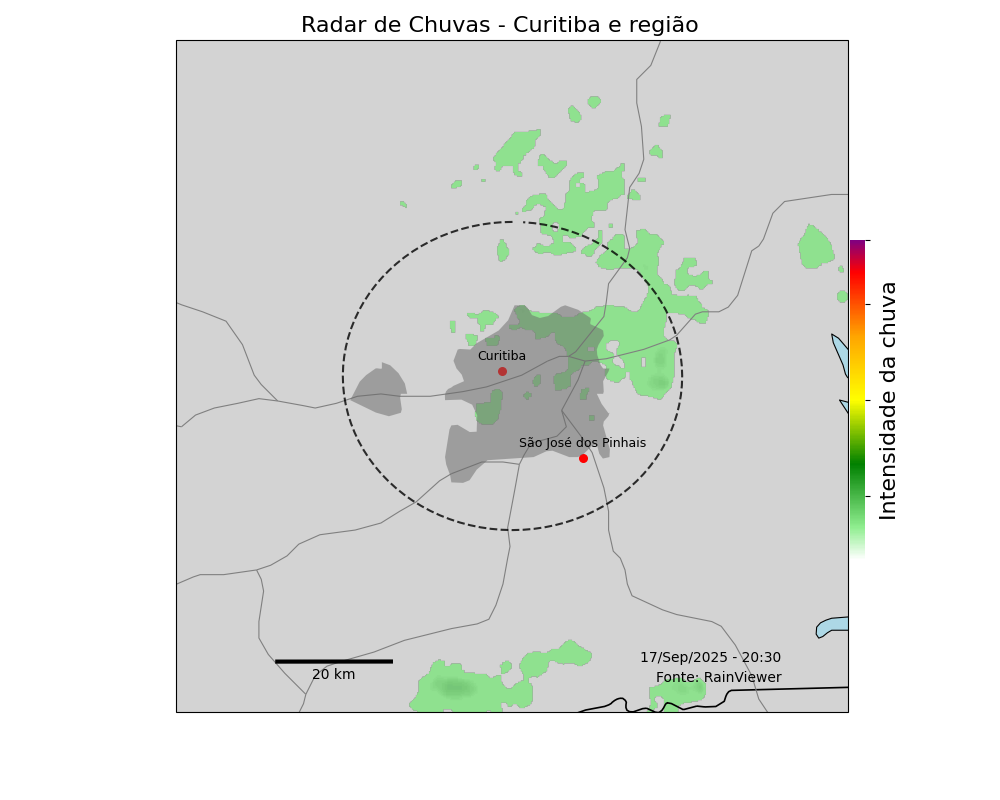 Radar de Chuvas - Curitiba e região
Curitiba
São José dos Pinhais
Intensidade da chuva
17/Sep/2025 - 20:30
20 km
Fonte: RainViewer